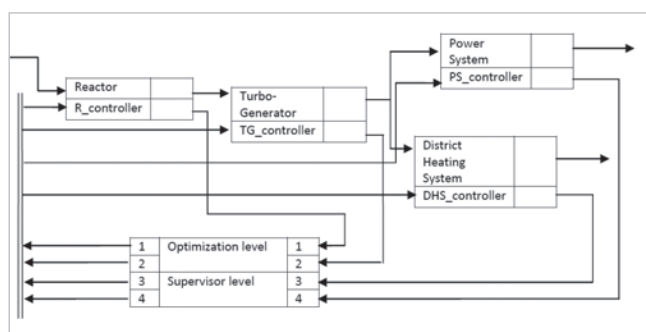 Power
System
PS_controller
Reactor
R_controller
Turbo-
Generator
TG_controller
District
Heating
System
DHS_controller
1 Optimization level 1
2 2
3 Supervisor level 3
4 4